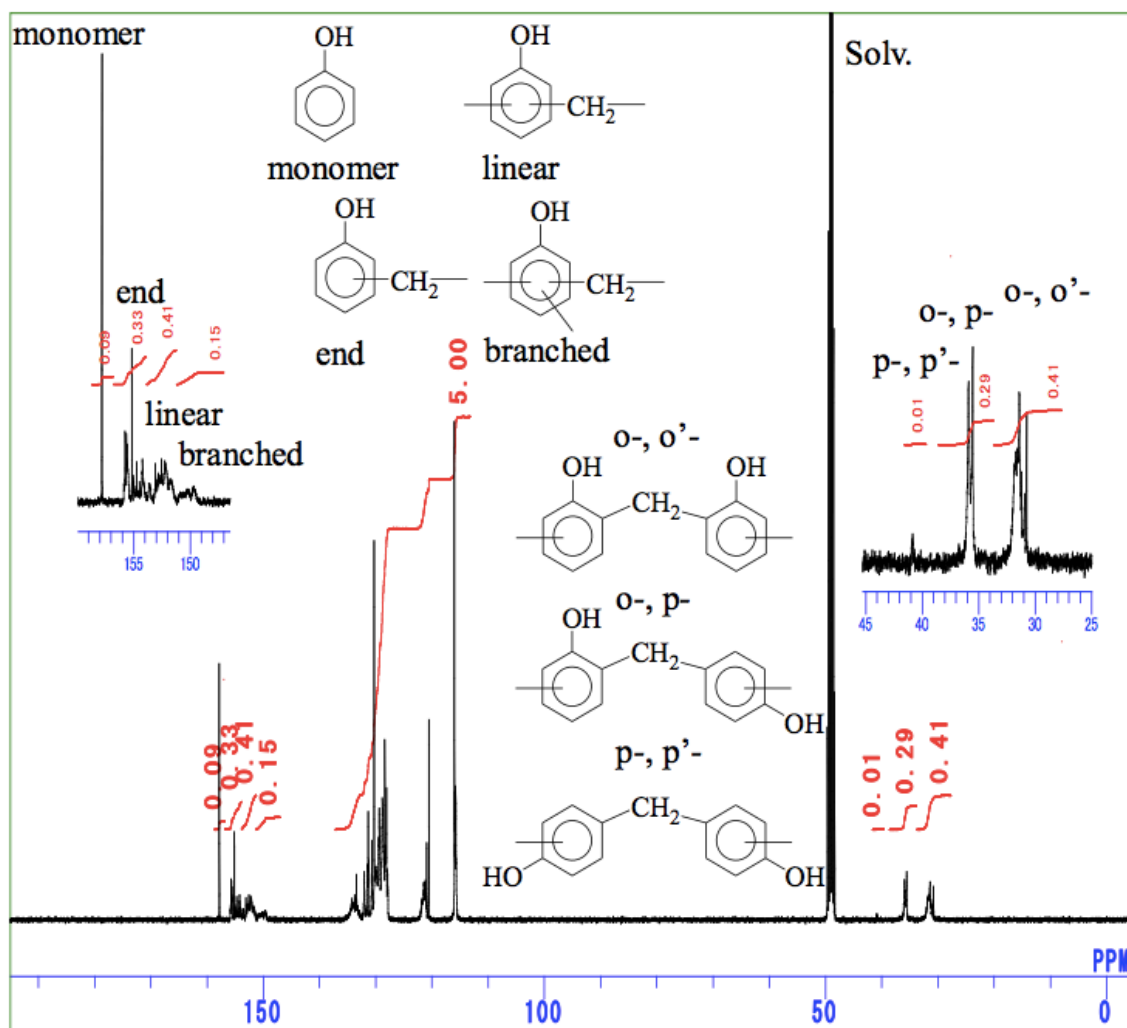 monomer
OH
OH
Solv.
CH2
monomer
linear
OH
OH
end
CH2
CH2
end
branched
0.09
0.33
0.41
0.15
linear
branched
155
150
5.00
o-, o'-
o-, p-
p-, p'-
0.01
0.29
0.41
45
40
35
30
25
o-, o'-
OH
OH
CH2
o-, p-
OH
CH2
OH
p-, p'-
CH2
HO
OH
0.09
0.33
0.41
0.15
0.01
0.29
0.41
PPM
150
100
50
0